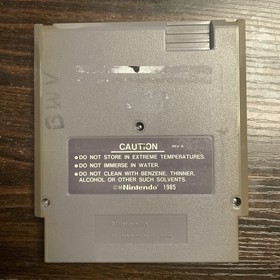 BWV
CAUTION
●DO NOT STORE IN EXTREME TEMPERATURES.
●DO NOT IMMERSE IN WATER.
●DO NOT CLEAN WITH BENZENE, THINNER,
ALCOHOL OR OTHER SUCH SOLVENTS.
©Nintendo 1985